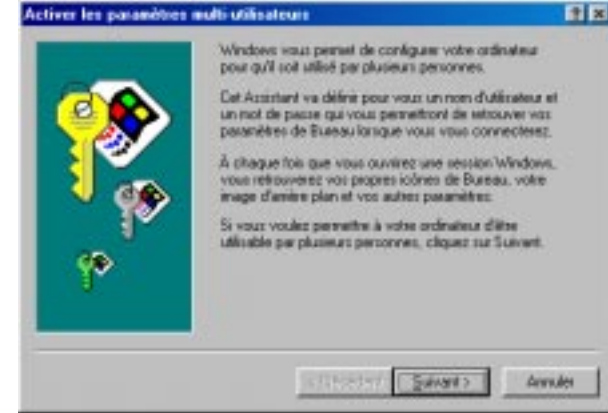 Activer les paramètres multi-utilisateurs
Windows vous permet de configurer votre ordinateur
pour qu'il soit utilisé par plusieurs personnes.
Cet Assistant va définir pour vous un nom d'utilisateur et
un mot de passe qui vous permettront de retrouver vos
paramètres de Bureau lorsque vous vous connecterez.
À chaque fois que vous ouvrirez une session Windows,
vous retrouverez vos propres icônes de Bureau, votre
image d'arrière plan et vos autres paramètres.
Si vous voulez permettre à votre ordinateur d'être
utilisable par plusieurs personnes, cliquez sur Suivant.
< Précédent Suivant > Annuler